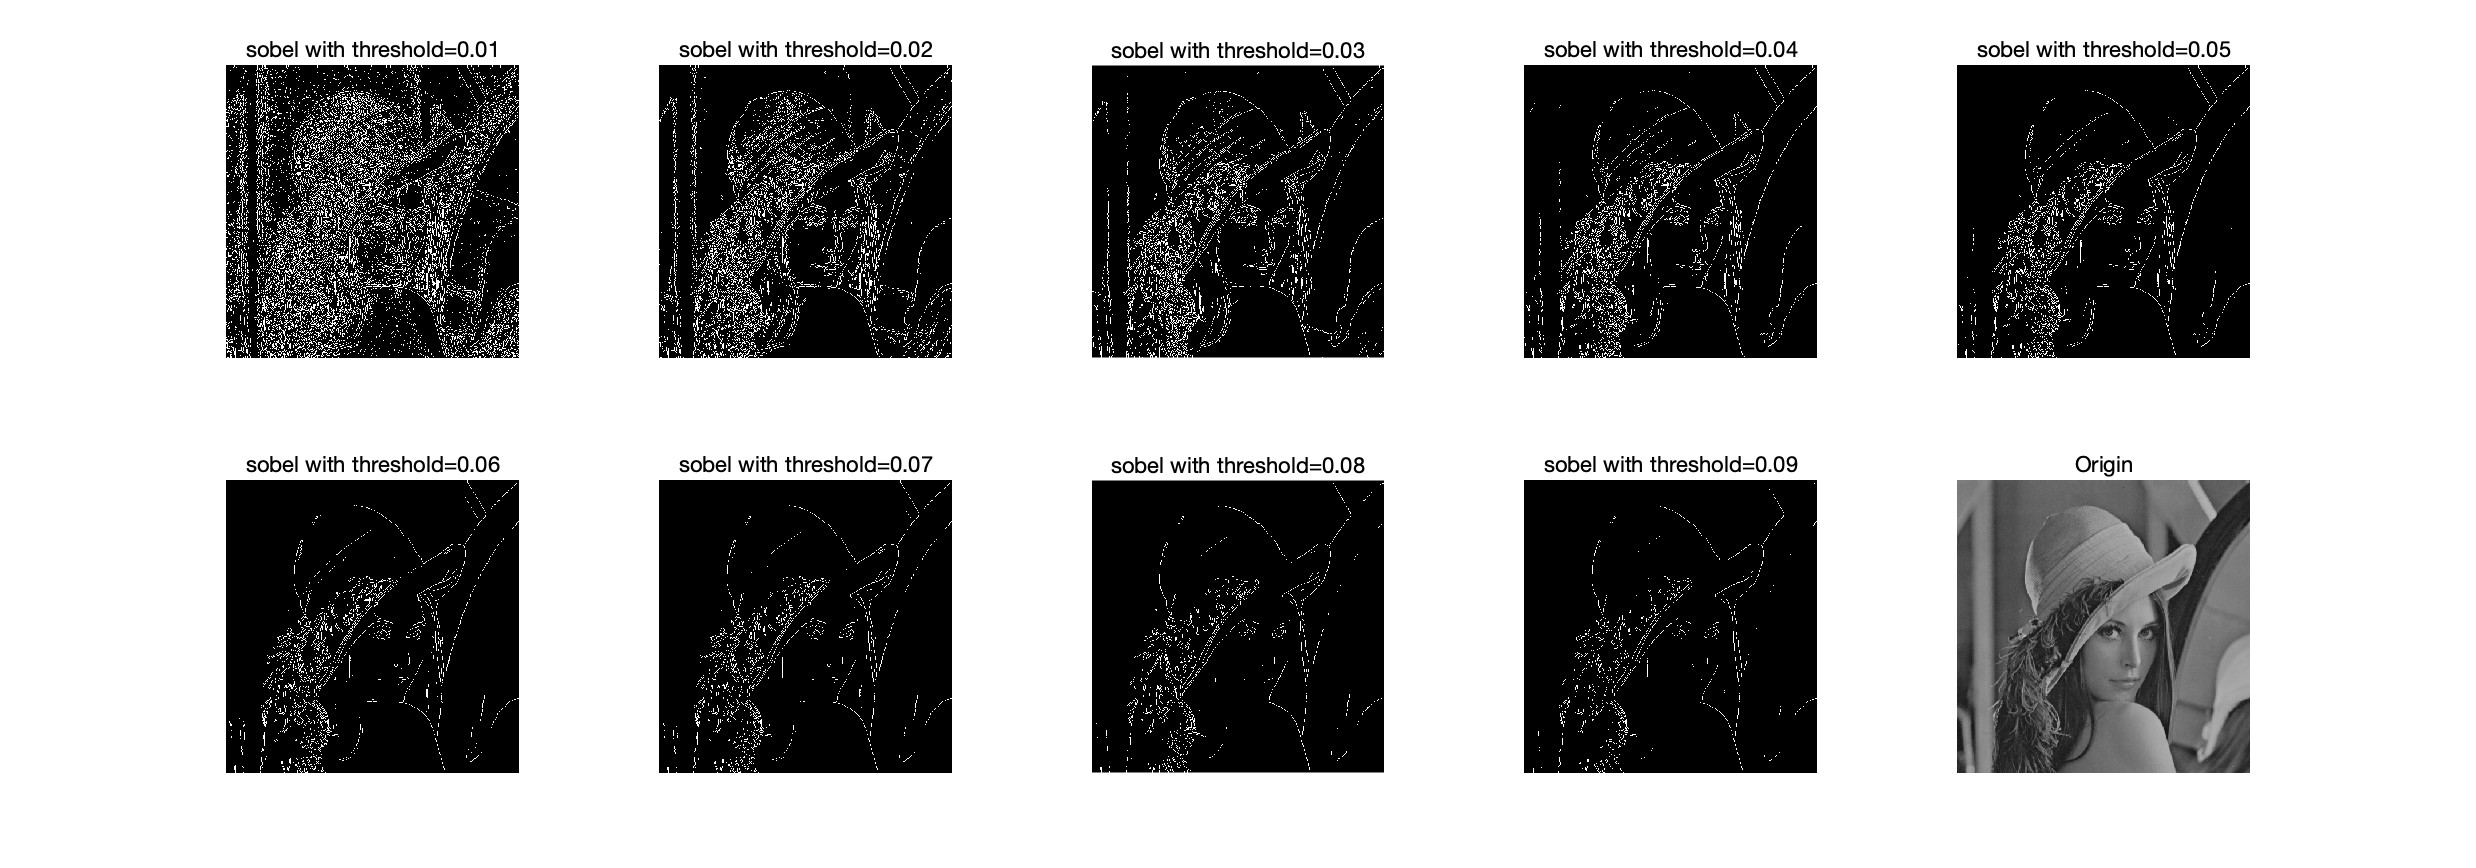 sobel with threshold=0.01
sobel with threshold=0.02
sobel with threshold=0.03
sobel with threshold=0.04
sobel with threshold=0.05
sobel with threshold=0.06
sobel with threshold=0.07
sobel with threshold=0.08
sobel with threshold=0.09
Origin